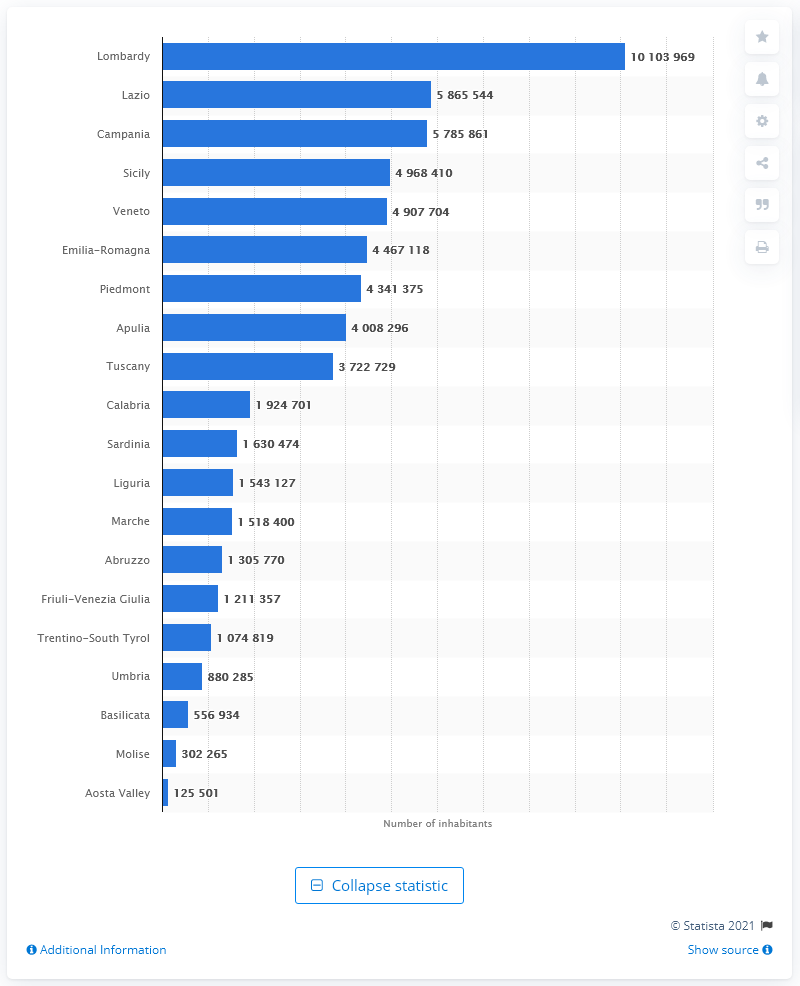 Lombardy 10 103 969
Lazio 5 865 544
Campania 5 785 861
Sicily 4 968 410
Veneto 4 907 704
Emilia-Romagna 4 467 118
Piedmont 4 341 375
Apulia 4 008 296
Tuscany 3 722 729
Calabria 1 924 701
Sardinia 1 630 474
Liguria 1 543 127
Marche 1 518 400
Abruzzo 1 305 770
Friuli-Venezia Giulia 1 211 357
Trentino-South Tyrol 1 074 819
Umbria 880 285
Basilicata 556 934
Molise 302 265
Aosta Valley 125 501
Number of inhabitants
Collapse statistic
© Statista 2021
Additional Information
Show source